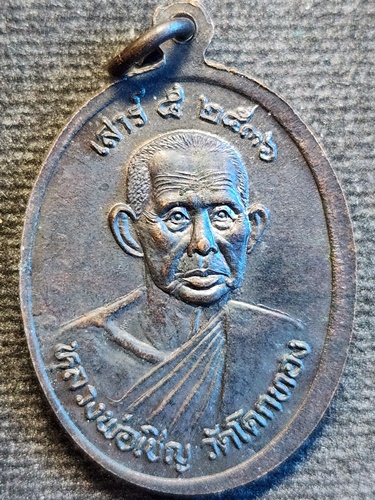 เสาร์ ๕ ๒๕๓๖
หลวงพ่อเชิญ วัดโคกทอง